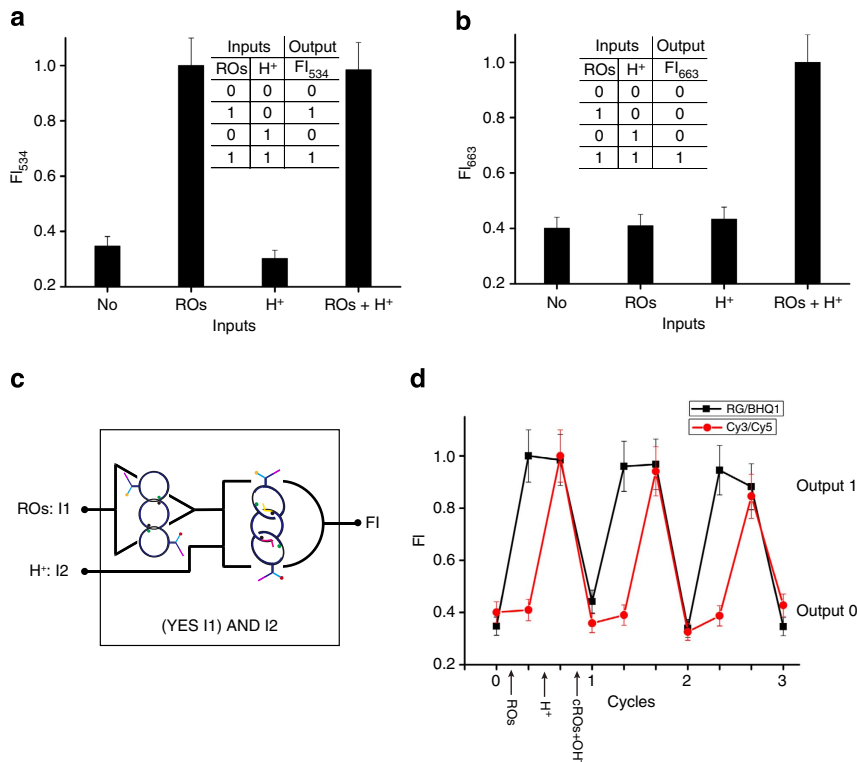 a
Inputs Output
ROs H⁺ FI₅₃₄
0 0 0
1 0 1
0 1 0
1 1 1
1.0
0.8
0.6
0.4
0.2
FI₅₃₄
No ROs H⁺ ROs + H⁺
Inputs
b
Inputs Output
ROs H⁺ FI₆₆₃
0 0 0
1 0 0
0 1 0
1 1 1
1.0
0.8
0.6
0.4
0.2
FI₆₆₃
No ROs H⁺ ROs + H⁺
Inputs
c
ROs: I1
H⁺: I2
FI
(YES I1) AND I2
d
RG/BHQ1
Cy3/Cy5
1.0
0.8
0.6
0.4
0.2
FI
Output 1
Output 0
0 1 2 3
Cycles
ROs
H⁺
cROs+OH⁻